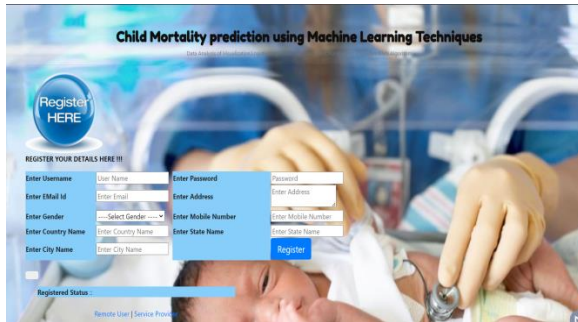 Child Mortality prediction using Machine Learning Techniques
Register
HERE
REGISTER YOUR DETAILS HERE !!!
Enter Username User Name Enter Password Password
Enter EMail Id Enter Email Enter Address Enter Address
Enter Gender ----Select Gender ---- Enter Mobile Number Enter Mobile Number
Enter Country Name Enter Country Name Enter State Name Enter State Name
Enter City Name Enter City Name Register
Registered Status :
Remote User | Service Provider